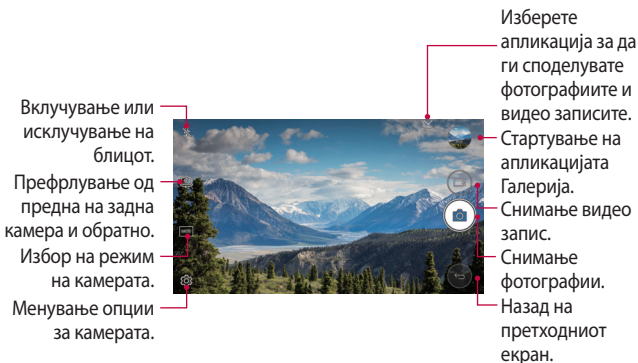 Вклучување или
исклучување на
блицот.
Префрлување од
предна на задна
камера и обратно.
Избор на режим
на камерата.
Менување опции
за камерата.
Изберете
апликација за да
ги споделувате
фотографиите и
видео записите.
Стартување на
апликацијата
Галерија.
Снимање видео
запис.
Снимање
фотографии.
Назад на
претходниот
екран.